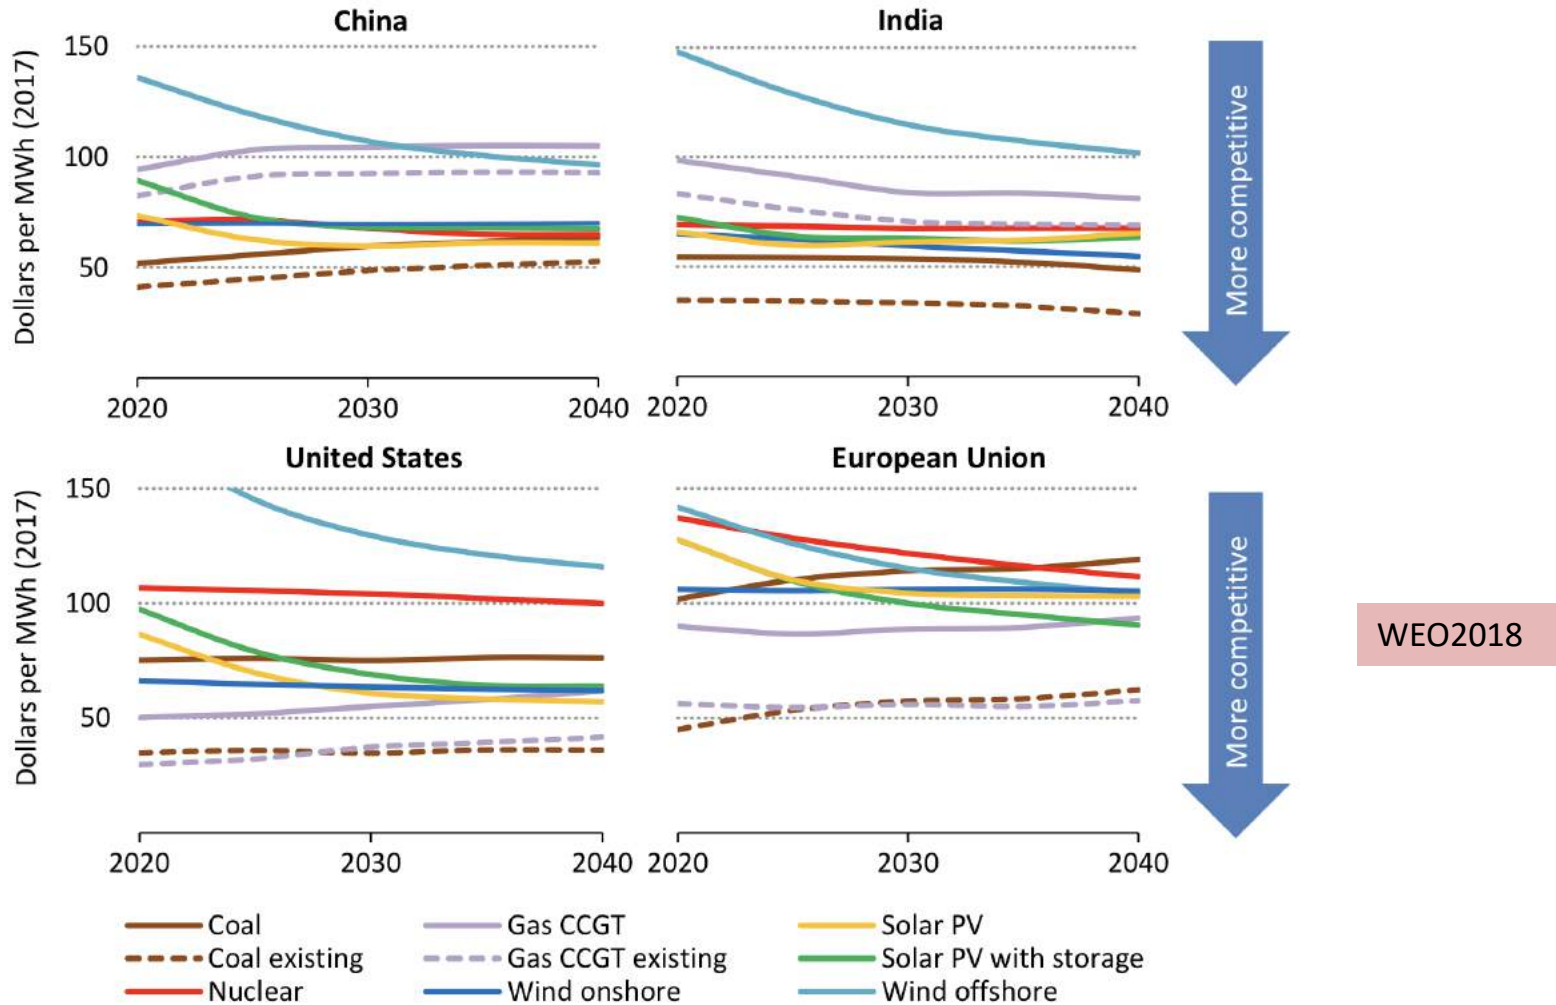 China
India
Dollars per MWh (2017)
150
100
50
2020
2030
2040
2020
2030
2040
More competitive
United States
European Union
Dollars per MWh (2017)
150
100
50
2020
2030
2040
2020
2030
2040
More competitive
WEO2018
Coal
Gas CCGT
Solar PV
Coal existing
Gas CCGT existing
Solar PV with storage
Nuclear
Wind onshore
Wind offshore